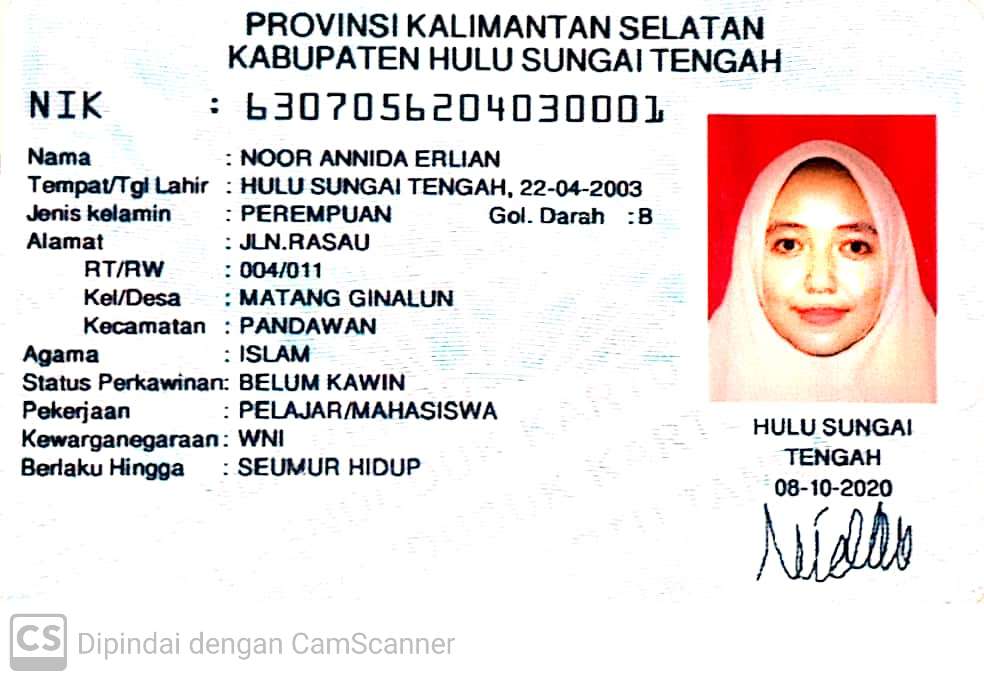 PROVINSI KALIMANTAN SELATAN
KABUPATEN HULU SUNGAI TENGAH
NIK : 6307056204030001
Nama : NOOR ANNIDA ERLIAN
Tempat/Tgl Lahir : HULU SUNGAI TENGAH, 22-04-2003
Jenis kelamin : PEREMPUAN Gol. Darah : B
Alamat : JLN.RASAU
RT/RW : 004/011
Kel/Desa : MATANG GINALUN
Kecamatan : PANDAWAN
Agama : ISLAM
Status Perkawinan: BELUM KAWIN
Pekerjaan : PELAJAR/MAHASISWA
Kewarganegaraan: WNI
Berlaku Hingga : SEUMUR HIDUP
HULU SUNGAI
TENGAH
08-10-2020
CS Dipindai dengan CamScanner